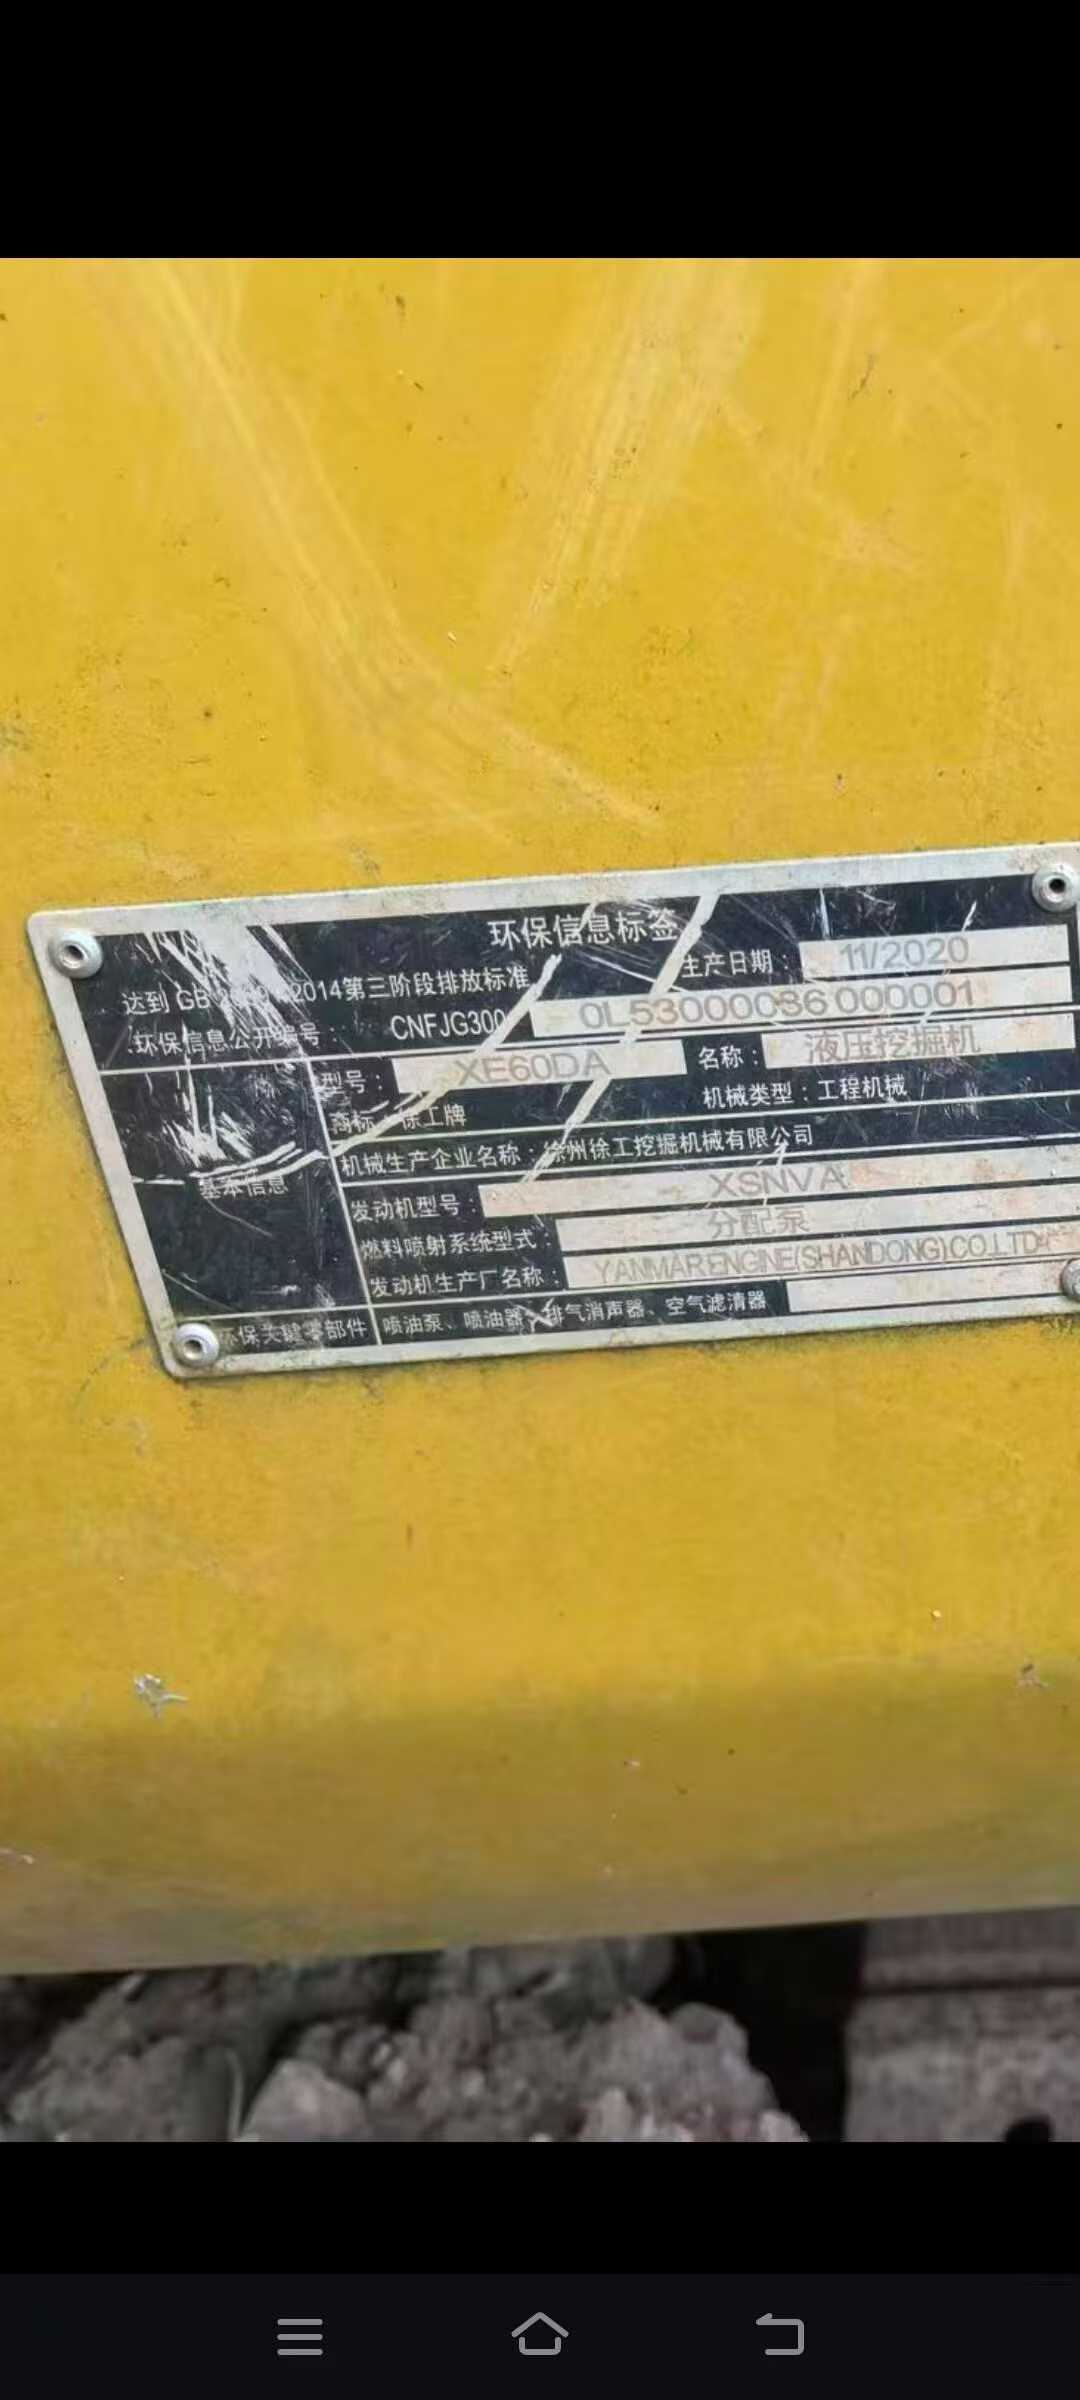 环保信息标签
达到 GB 2014第三阶段排放标准 生产日期: 11/2020
环保信息公开编号: CNFJG300 0L53000036 000001
型号: XE60DA 名称: 液压挖掘机
商标: 徐工牌 机械类型: 工程机械
机械生产企业名称: 徐州徐工挖掘机械有限公司
基本信息
发动机型号: XSNVA
燃料喷射系统型式: 分配泵
发动机生产厂名称: YANMAR ENGINE(SHANDONG)CO.,LTD
环保关键零部件 喷油泵、喷油器、排气消声器、空气滤清器